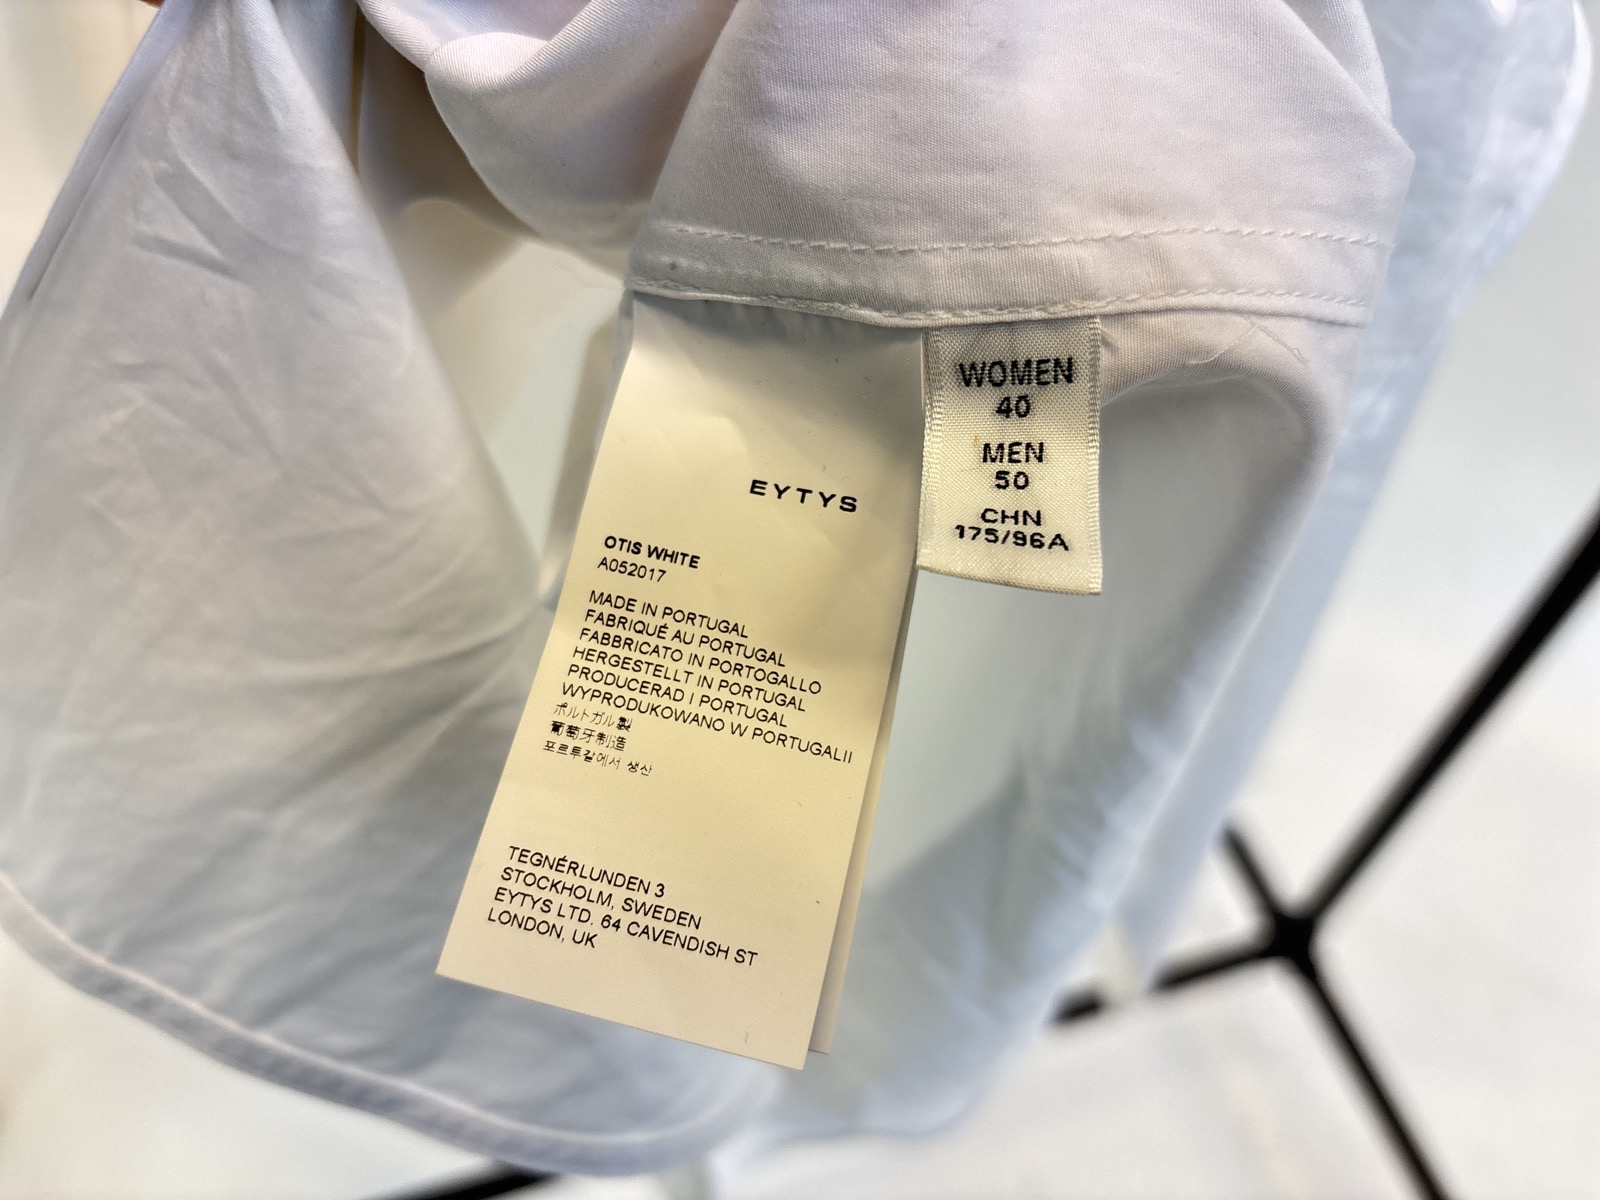 EYTYS
OTIS WHITE
A052017
MADE IN PORTUGAL
FABRIQUÉ AU PORTUGAL
FABBRICATO IN PORTOGALLO
HERGESTELLT IN PORTUGAL
PRODUCERAD I PORTUGAL
WYPRODUKOWANO W PORTUGALII
ポルトガル製
葡萄牙制造
포르투갈에서 생산
TEGNÉRLUNDEN 3
STOCKHOLM, SWEDEN
EYTYS LTD. 64 CAVENDISH ST
LONDON, UK
WOMEN
40
MEN
50
CHN
175/96A